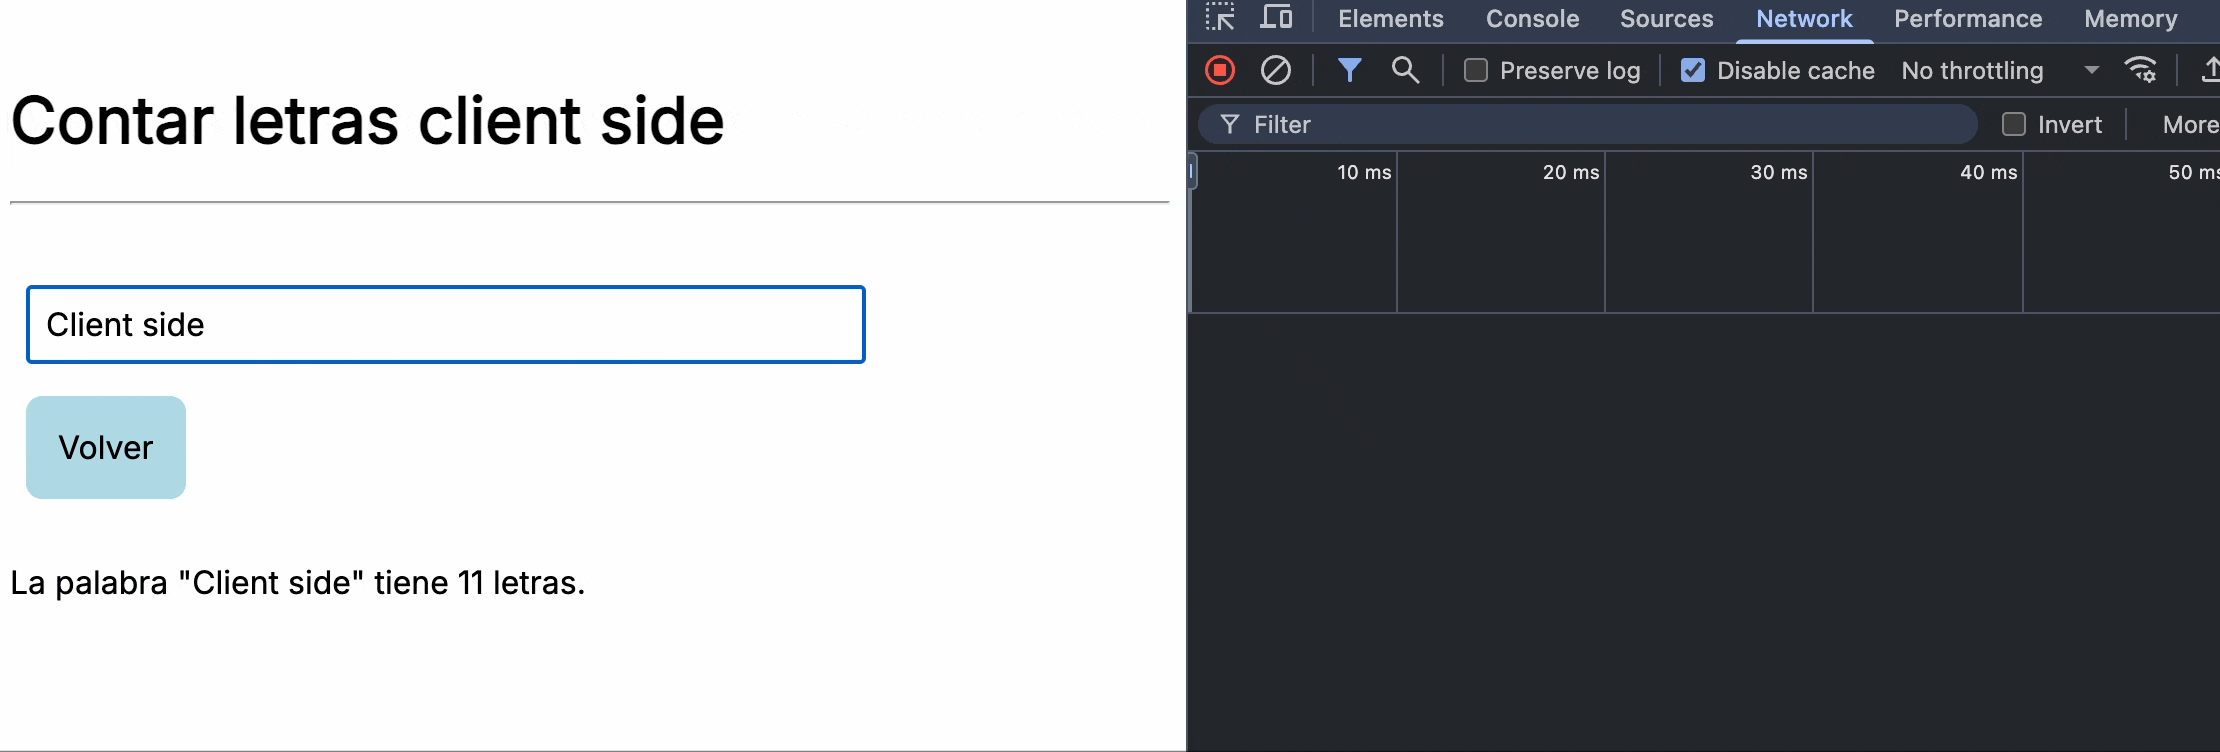 Contar letras client side
Client side
Volver
La palabra "Client side" tiene 11 letras.
Elements Console Sources Network Performance Memory
Preserve log Disable cache No throttling
Filter Invert More
10 ms 20 ms 30 ms 40 ms 50 ms